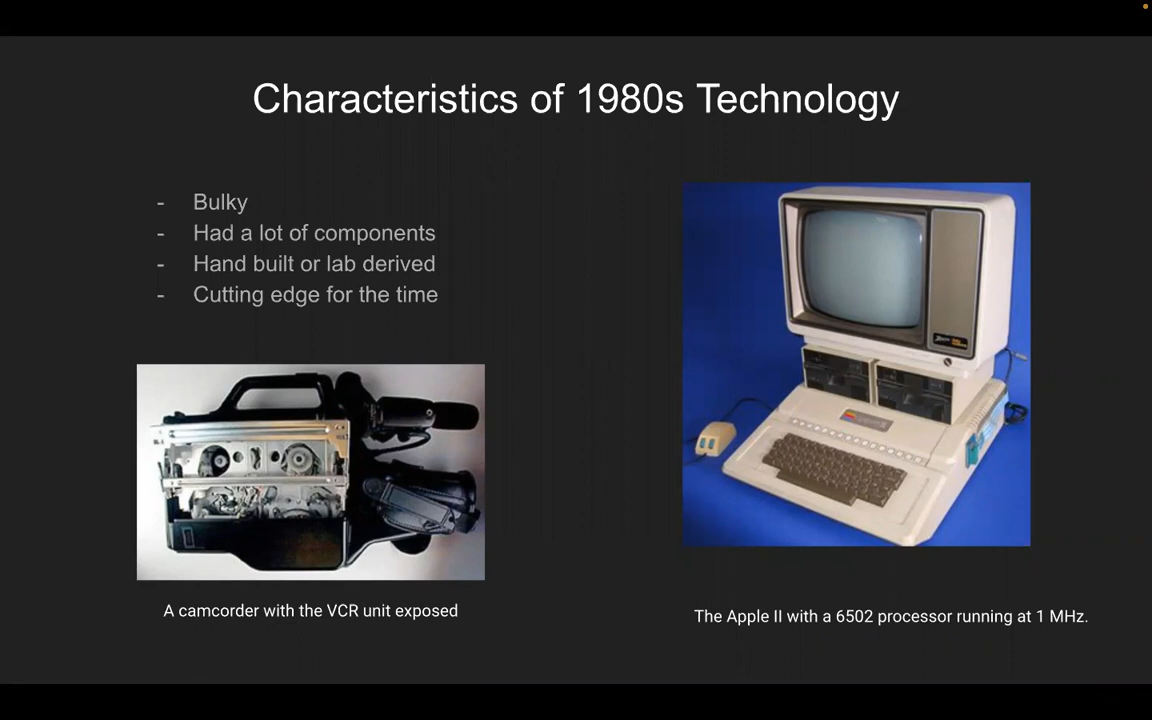 Characteristics of 1980s Technology
- Bulky
- Had a lot of components
- Hand built or lab derived
- Cutting edge for the time
A camcorder with the VCR unit exposed
The Apple II with a 6502 processor running at 1 MHz.